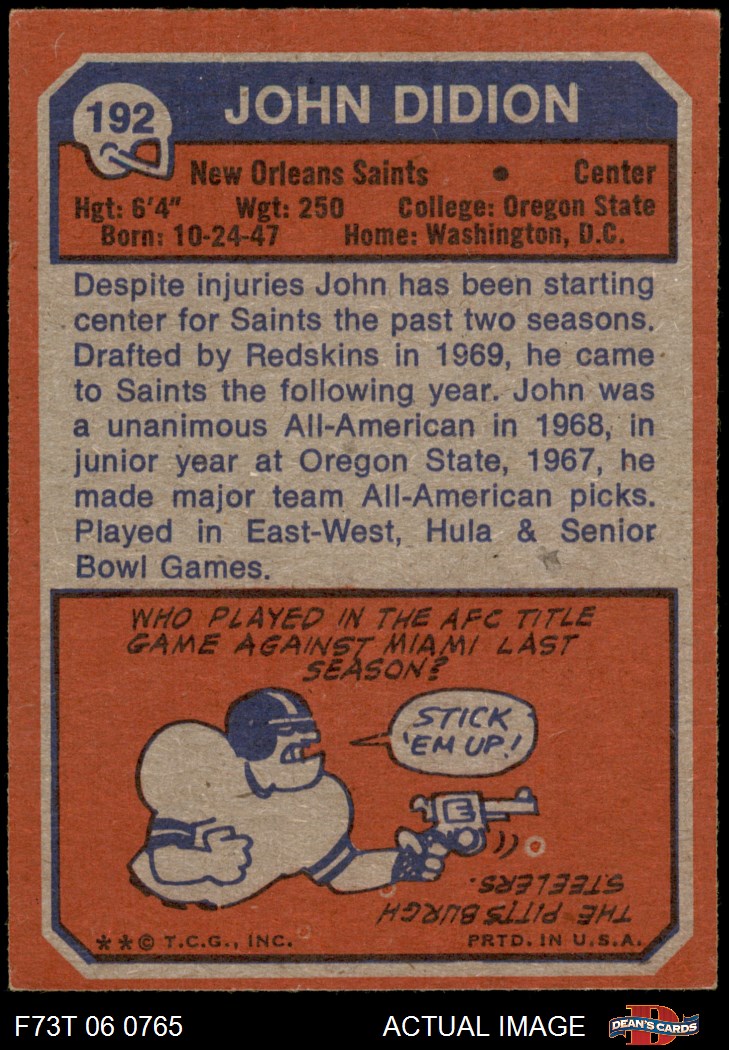 192
JOHN DIDION
New Orleans Saints • Center
Hgt: 6'4" Wgt: 250 College: Oregon State
Born: 10-24-47 Home: Washington, D.C.
Despite injuries John has been starting
center for Saints the past two seasons.
Drafted by Redskins in 1969, he came
to Saints the following year. John was
a unanimous All-American in 1968, in
junior year at Oregon State, 1967, he
made major team All-American picks.
Played in East-West, Hula & Senior
Bowl Games.
WHO PLAYED IN THE AFC TITLE
GAME AGAINST MIAMI LAST
SEASON?
STICK
'EM UP!
THE PITTSBURGH
STEELERS.
**© T.C.G., INC. PRTD. IN U.S.A.
F73T 06 0765 ACTUAL IMAGE DEAN'S CARDS